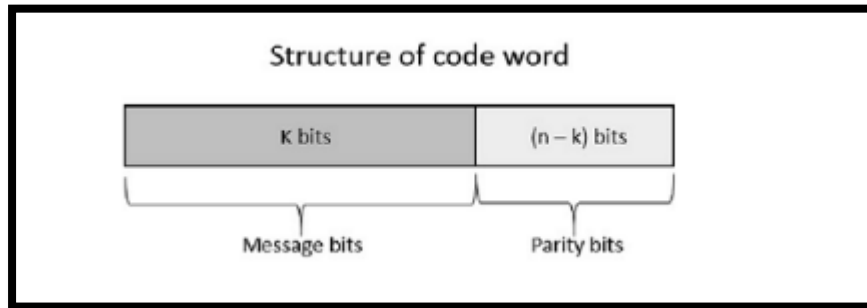 Structure of code word
K bits
(n – k) bits
Message bits
Parity bits